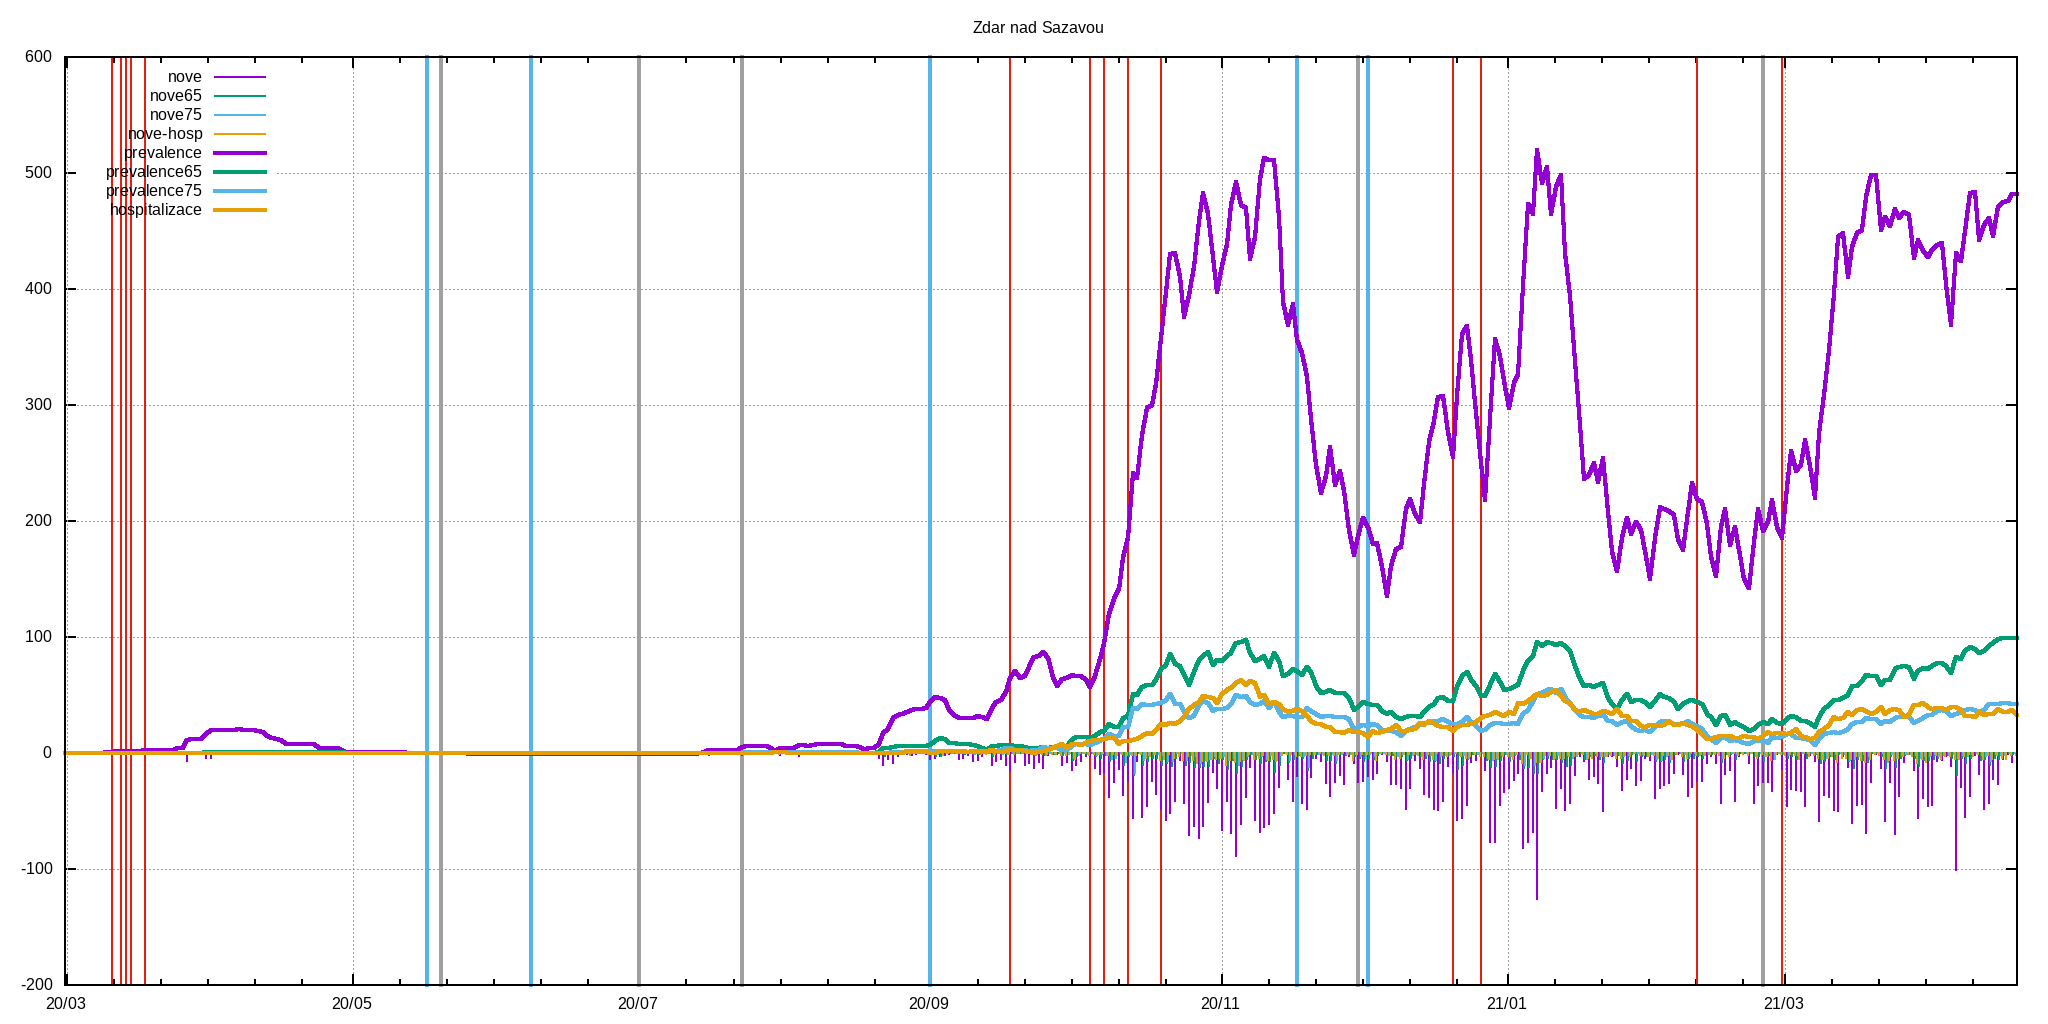 Zdar nad Sazavou
600
500
400
300
200
100
0
-100
-200
nove
nove65
nove75
nove-hosp
prevalence
prevalence65
prevalence75
hospitalizace
20/03 20/05 20/07 20/09 20/11 21/01 21/03